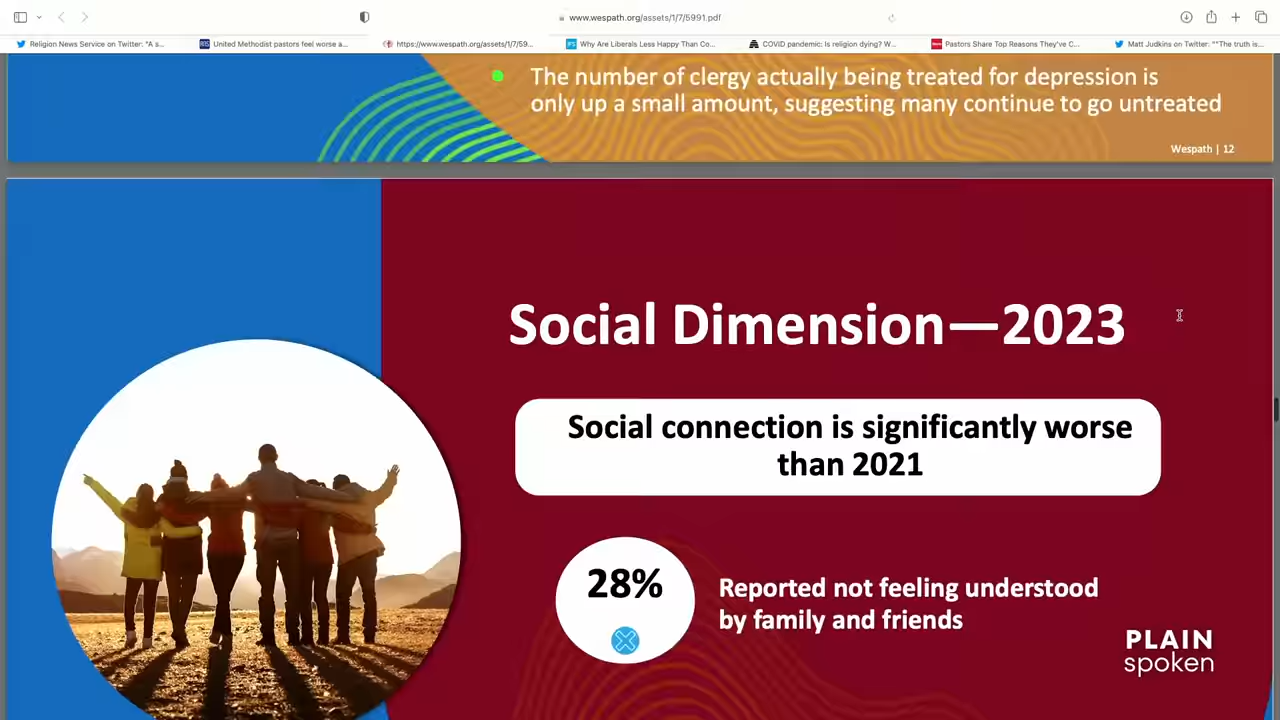 www.wespath.org/assets/1/7/5991.pdf
Religion News Service on Twitter: "A s...
United Methodist pastors feel worse a...
https://www.wespath.org/assets/1/7/59...
Why Are Liberals Less Happy Than Co...
COVID pandemic: Is religion dying? W...
Pastors Share Top Reasons They've C...
Matt Judkins on Twitter: ""The truth is...
The number of clergy actually being treated for depression is
only up a small amount, suggesting many continue to go untreated
Wespath | 12
Social Dimension—2023
Social connection is significantly worse
than 2021
28%
Reported not feeling understood
by family and friends
PLAIN
spoken